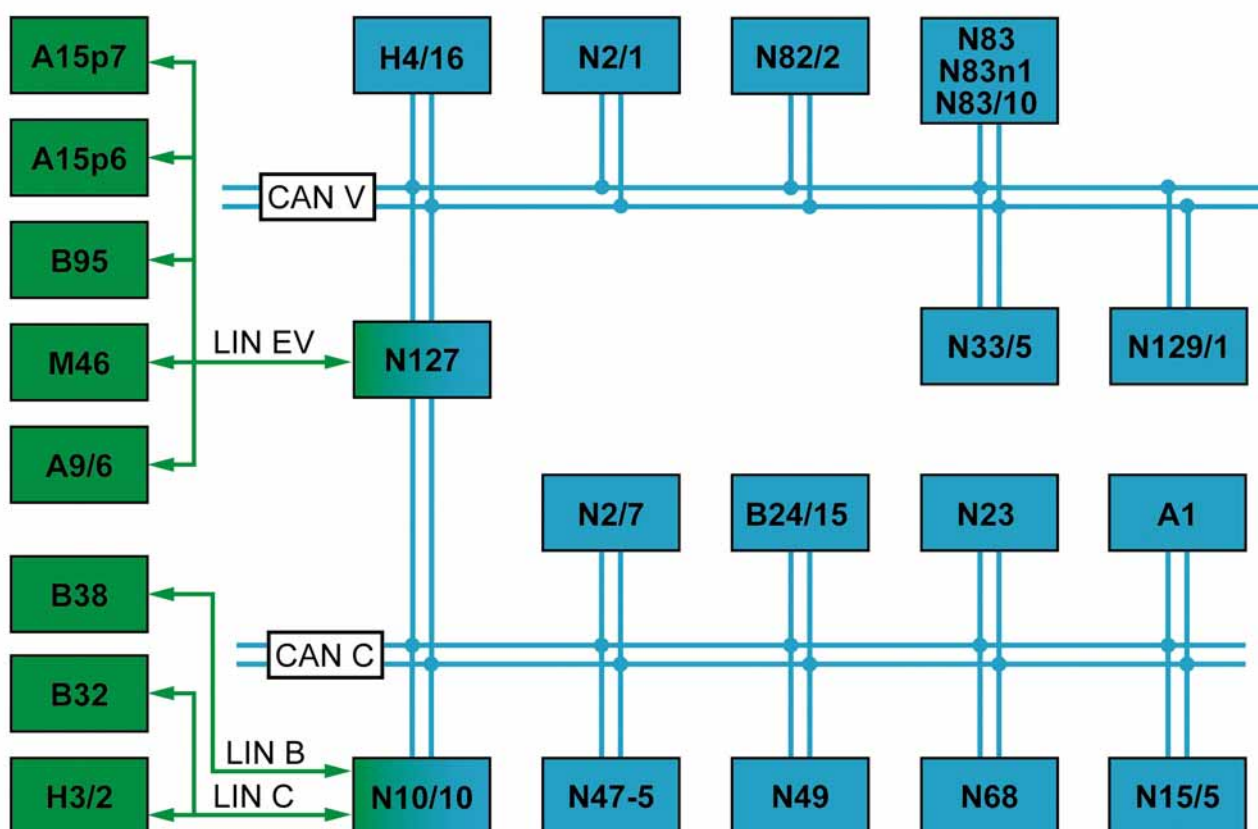 A15p7
H4/16
N2/1
N82/2
N83
N83n1
N83/10
A15p6
CAN V
B95
M46
LIN EV
N127
N33/5
N129/1
A9/6
N2/7
B24/15
N23
A1
B38
CAN C
B32
LIN B
H3/2
LIN C
N10/10
N47-5
N49
N68
N15/5